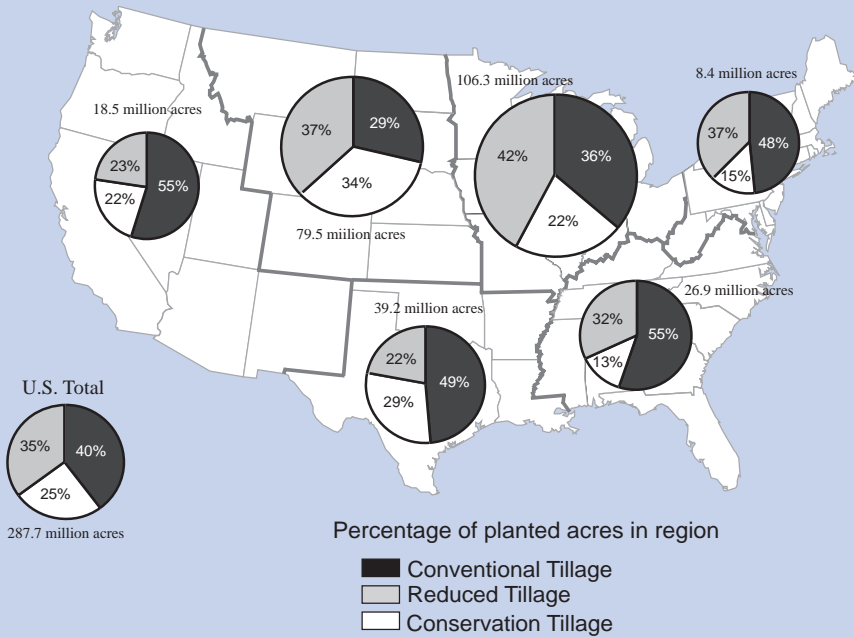 106.3 million acres
8.4 million acres
18.5 million acres
37%
29%
34%
42%
36%
22%
37%
48%
15%
23%
55%
22%
79.5 miilion acres
39.2 million acres
26.9 million acres
32%
55%
13%
22%
49%
29%
U.S. Total
35%
40%
25%
287.7 million acres
Percentage of planted acres in region
Conventional Tillage
Reduced Tillage
Conservation Tillage